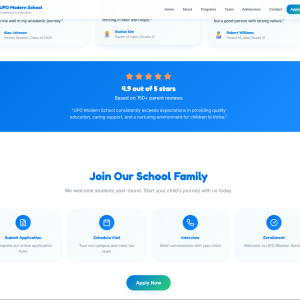 UPO Modern School
Excellence in Education
Home About Programs Team Admissions Contact Apply
well in my academic journey."
thriving in their own ways."
but a good person with strong values."
Alex Johnson
Former Student, Class of 2020
Rachel Kim
Parent of Karen (Grade 3)
Robert Williams
Parent of Jake (Grade 8)
4.9 out of 5 stars
Based on 150+ parent reviews
"UPO Modern School consistently exceeds expectations in providing quality
education, caring support, and a nurturing environment for children to thrive."
Join Our School Family
We welcome students year-round. Start your child's journey with us today.
Submit Application
Complete our online application
form
Schedule Visit
Tour our campus and meet our
team
Interview
Brief conversation with your child
Enrollment
Welcome to UPO Modern School
Apply Now